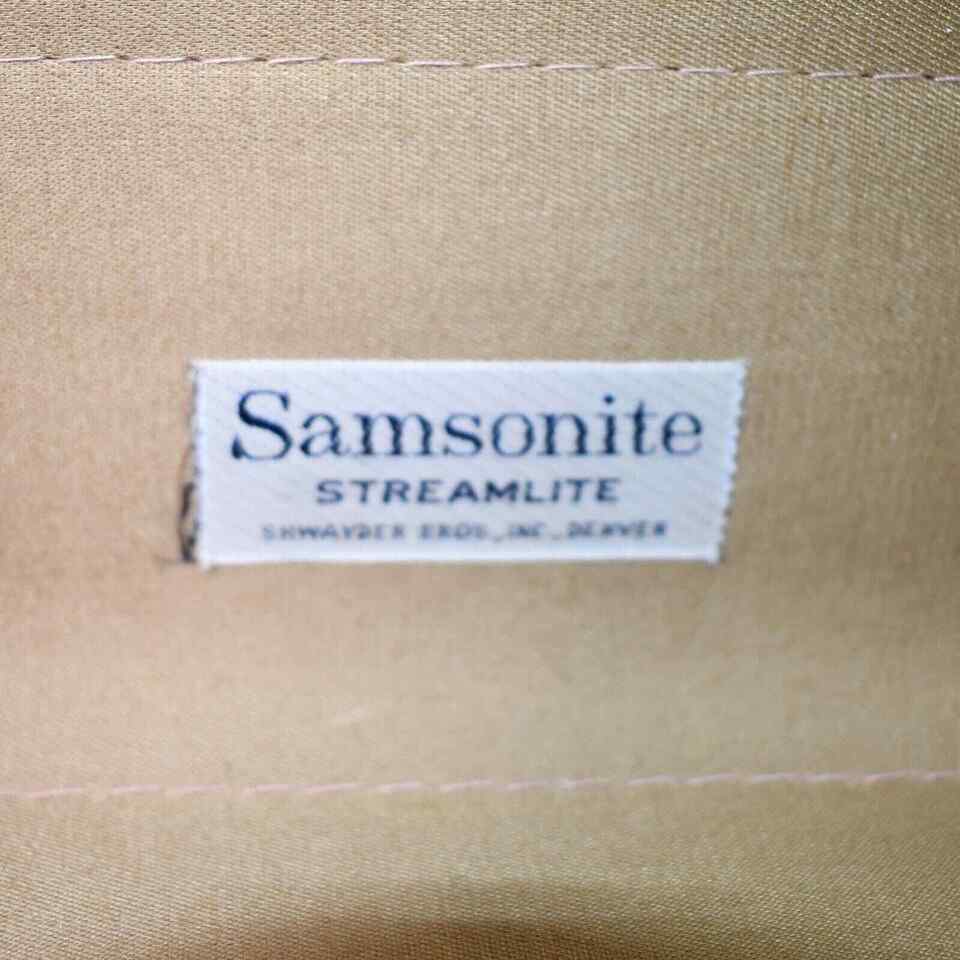 Samsonite
STREAMLITE
SHWAYDER BROS., INC., DENVER